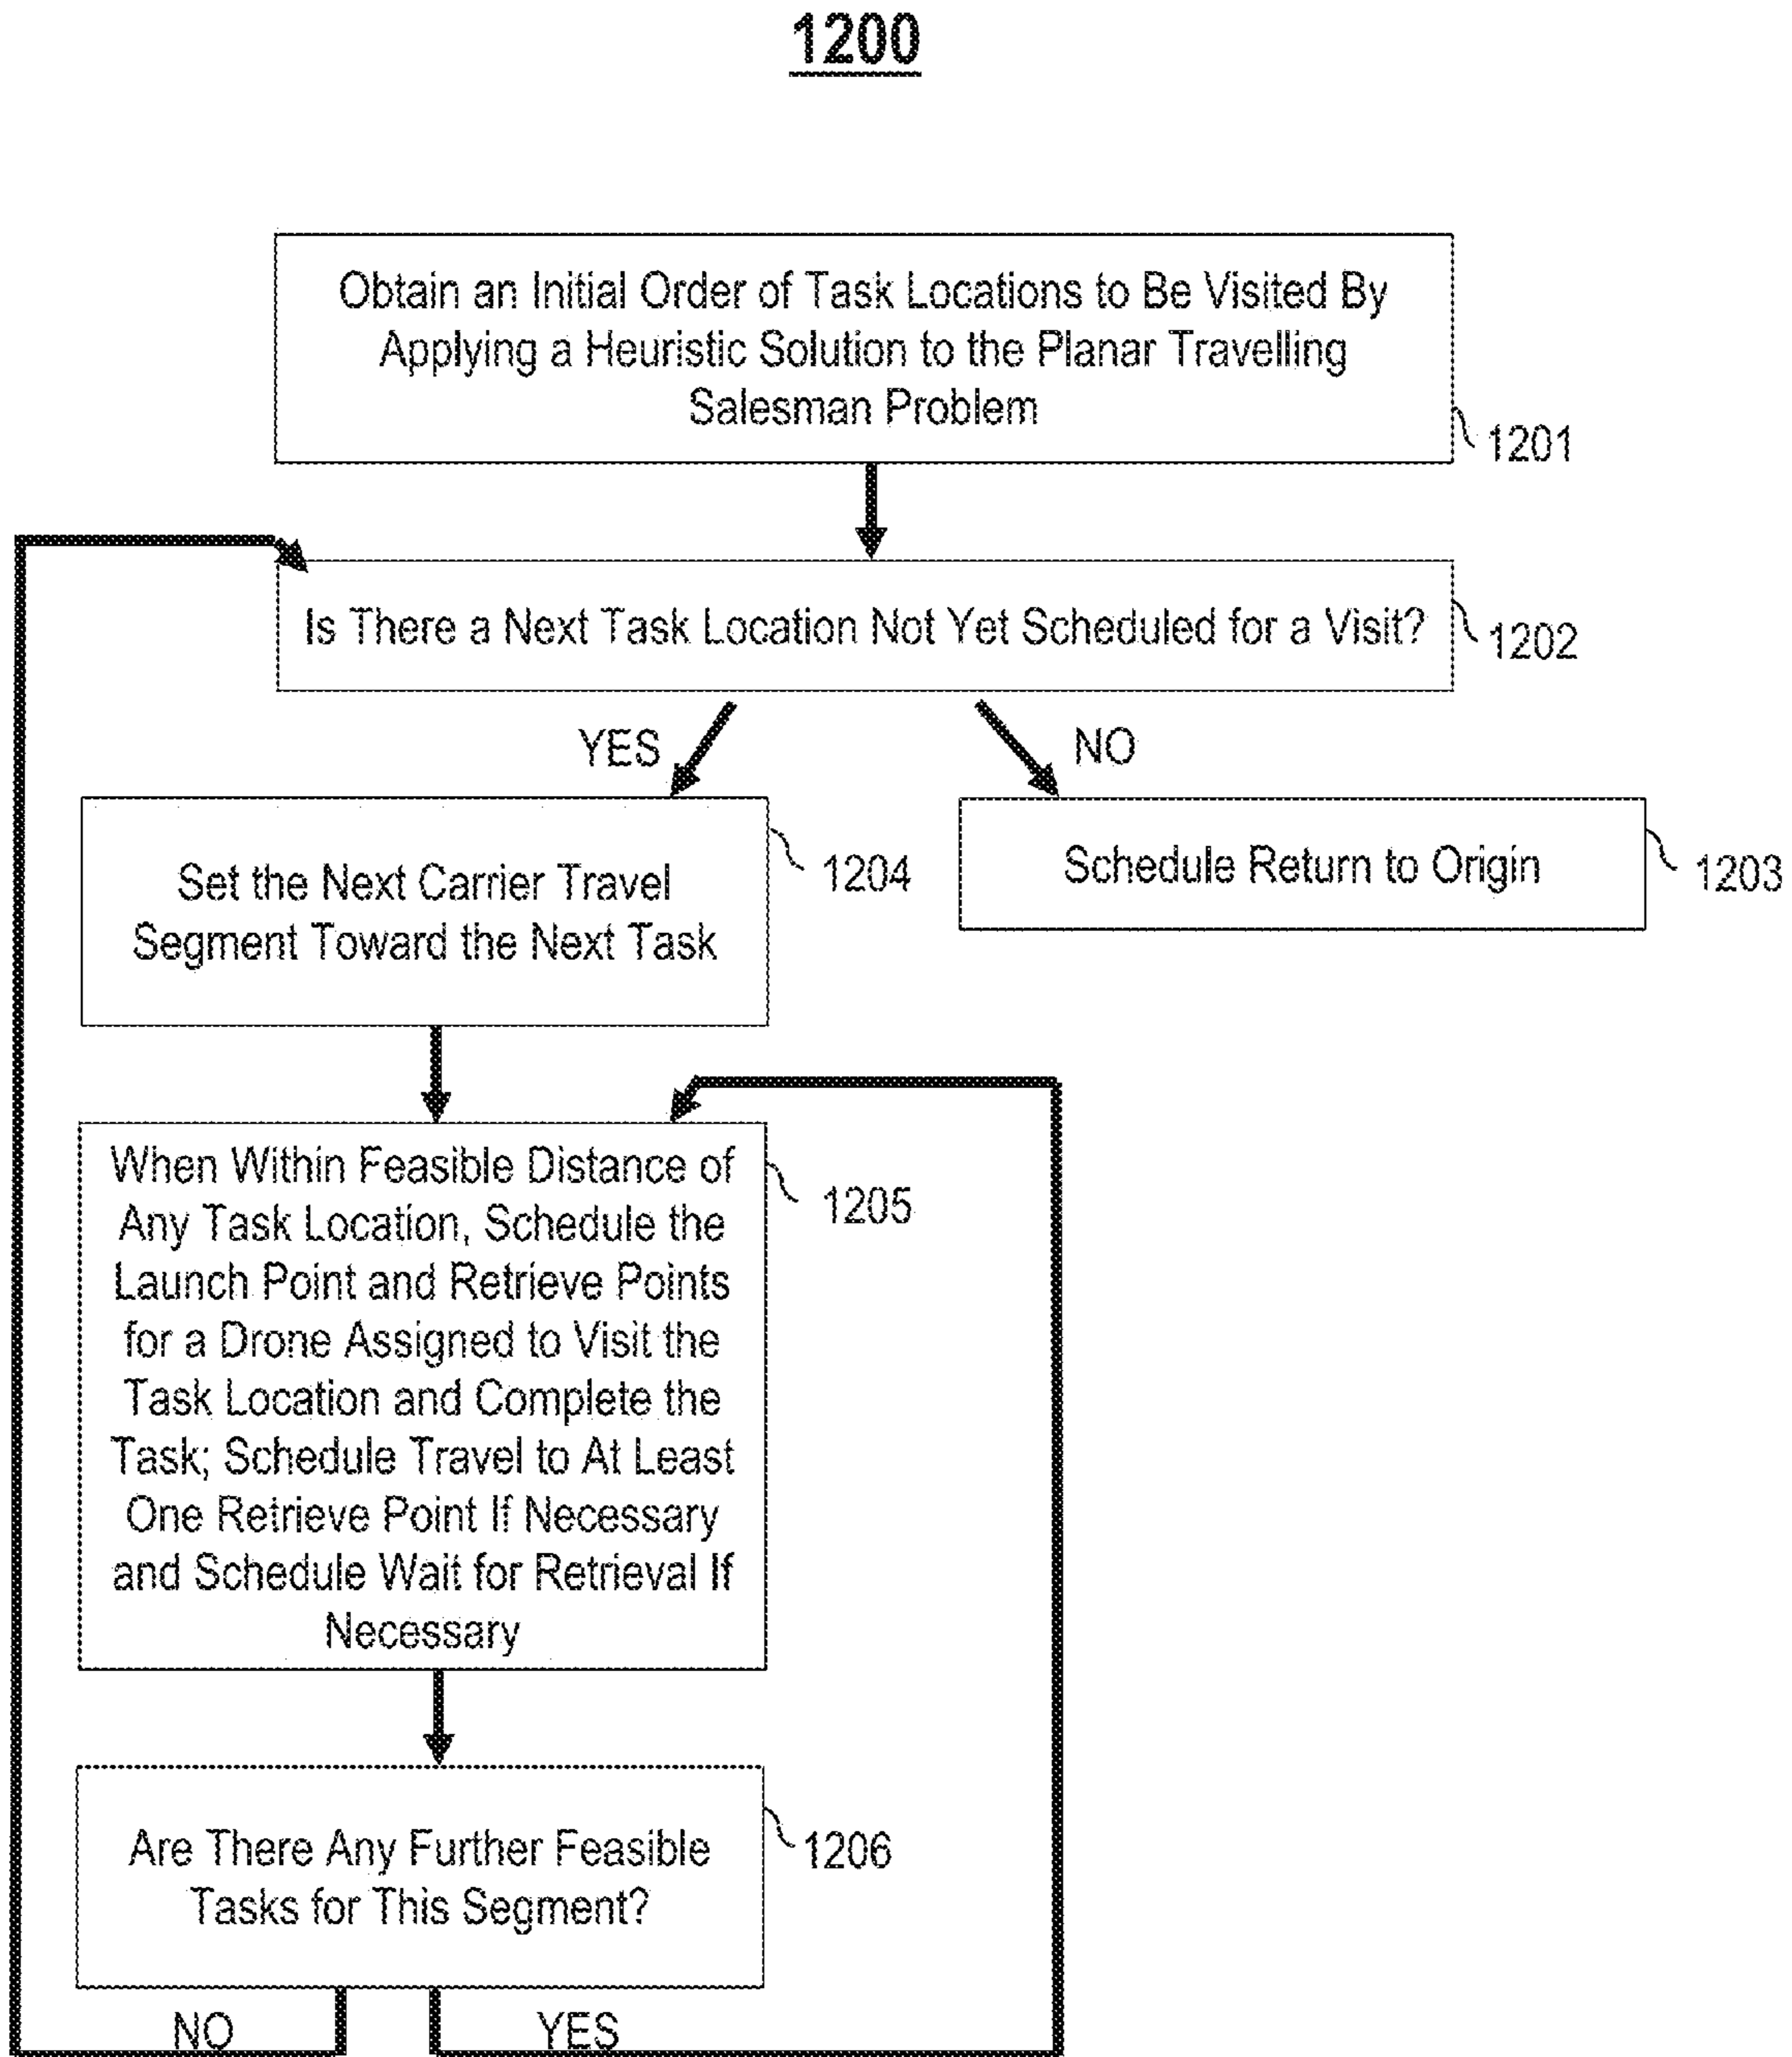 1200
Obtain an Initial Order of Task Locations to Be Visited By
Applying a Heuristic Solution to the Planar Travelling
Salesman Problem
1201
Is There a Next Task Location Not Yet Scheduled for a Visit?
1202
YES
NO
Set the Next Carrier Travel
Segment Toward the Next Task
1204
Schedule Return to Origin
1203
When Within Feasible Distance of
Any Task Location, Schedule the
Launch Point and Retrieve Points
for a Drone Assigned to Visit the
Task Location and Complete the
Task; Schedule Travel to At Least
One Retrieve Point If Necessary
and Schedule Wait for Retrieval If
Necessary
1205
Are There Any Further Feasible
Tasks for This Segment?
1206
NO
YES